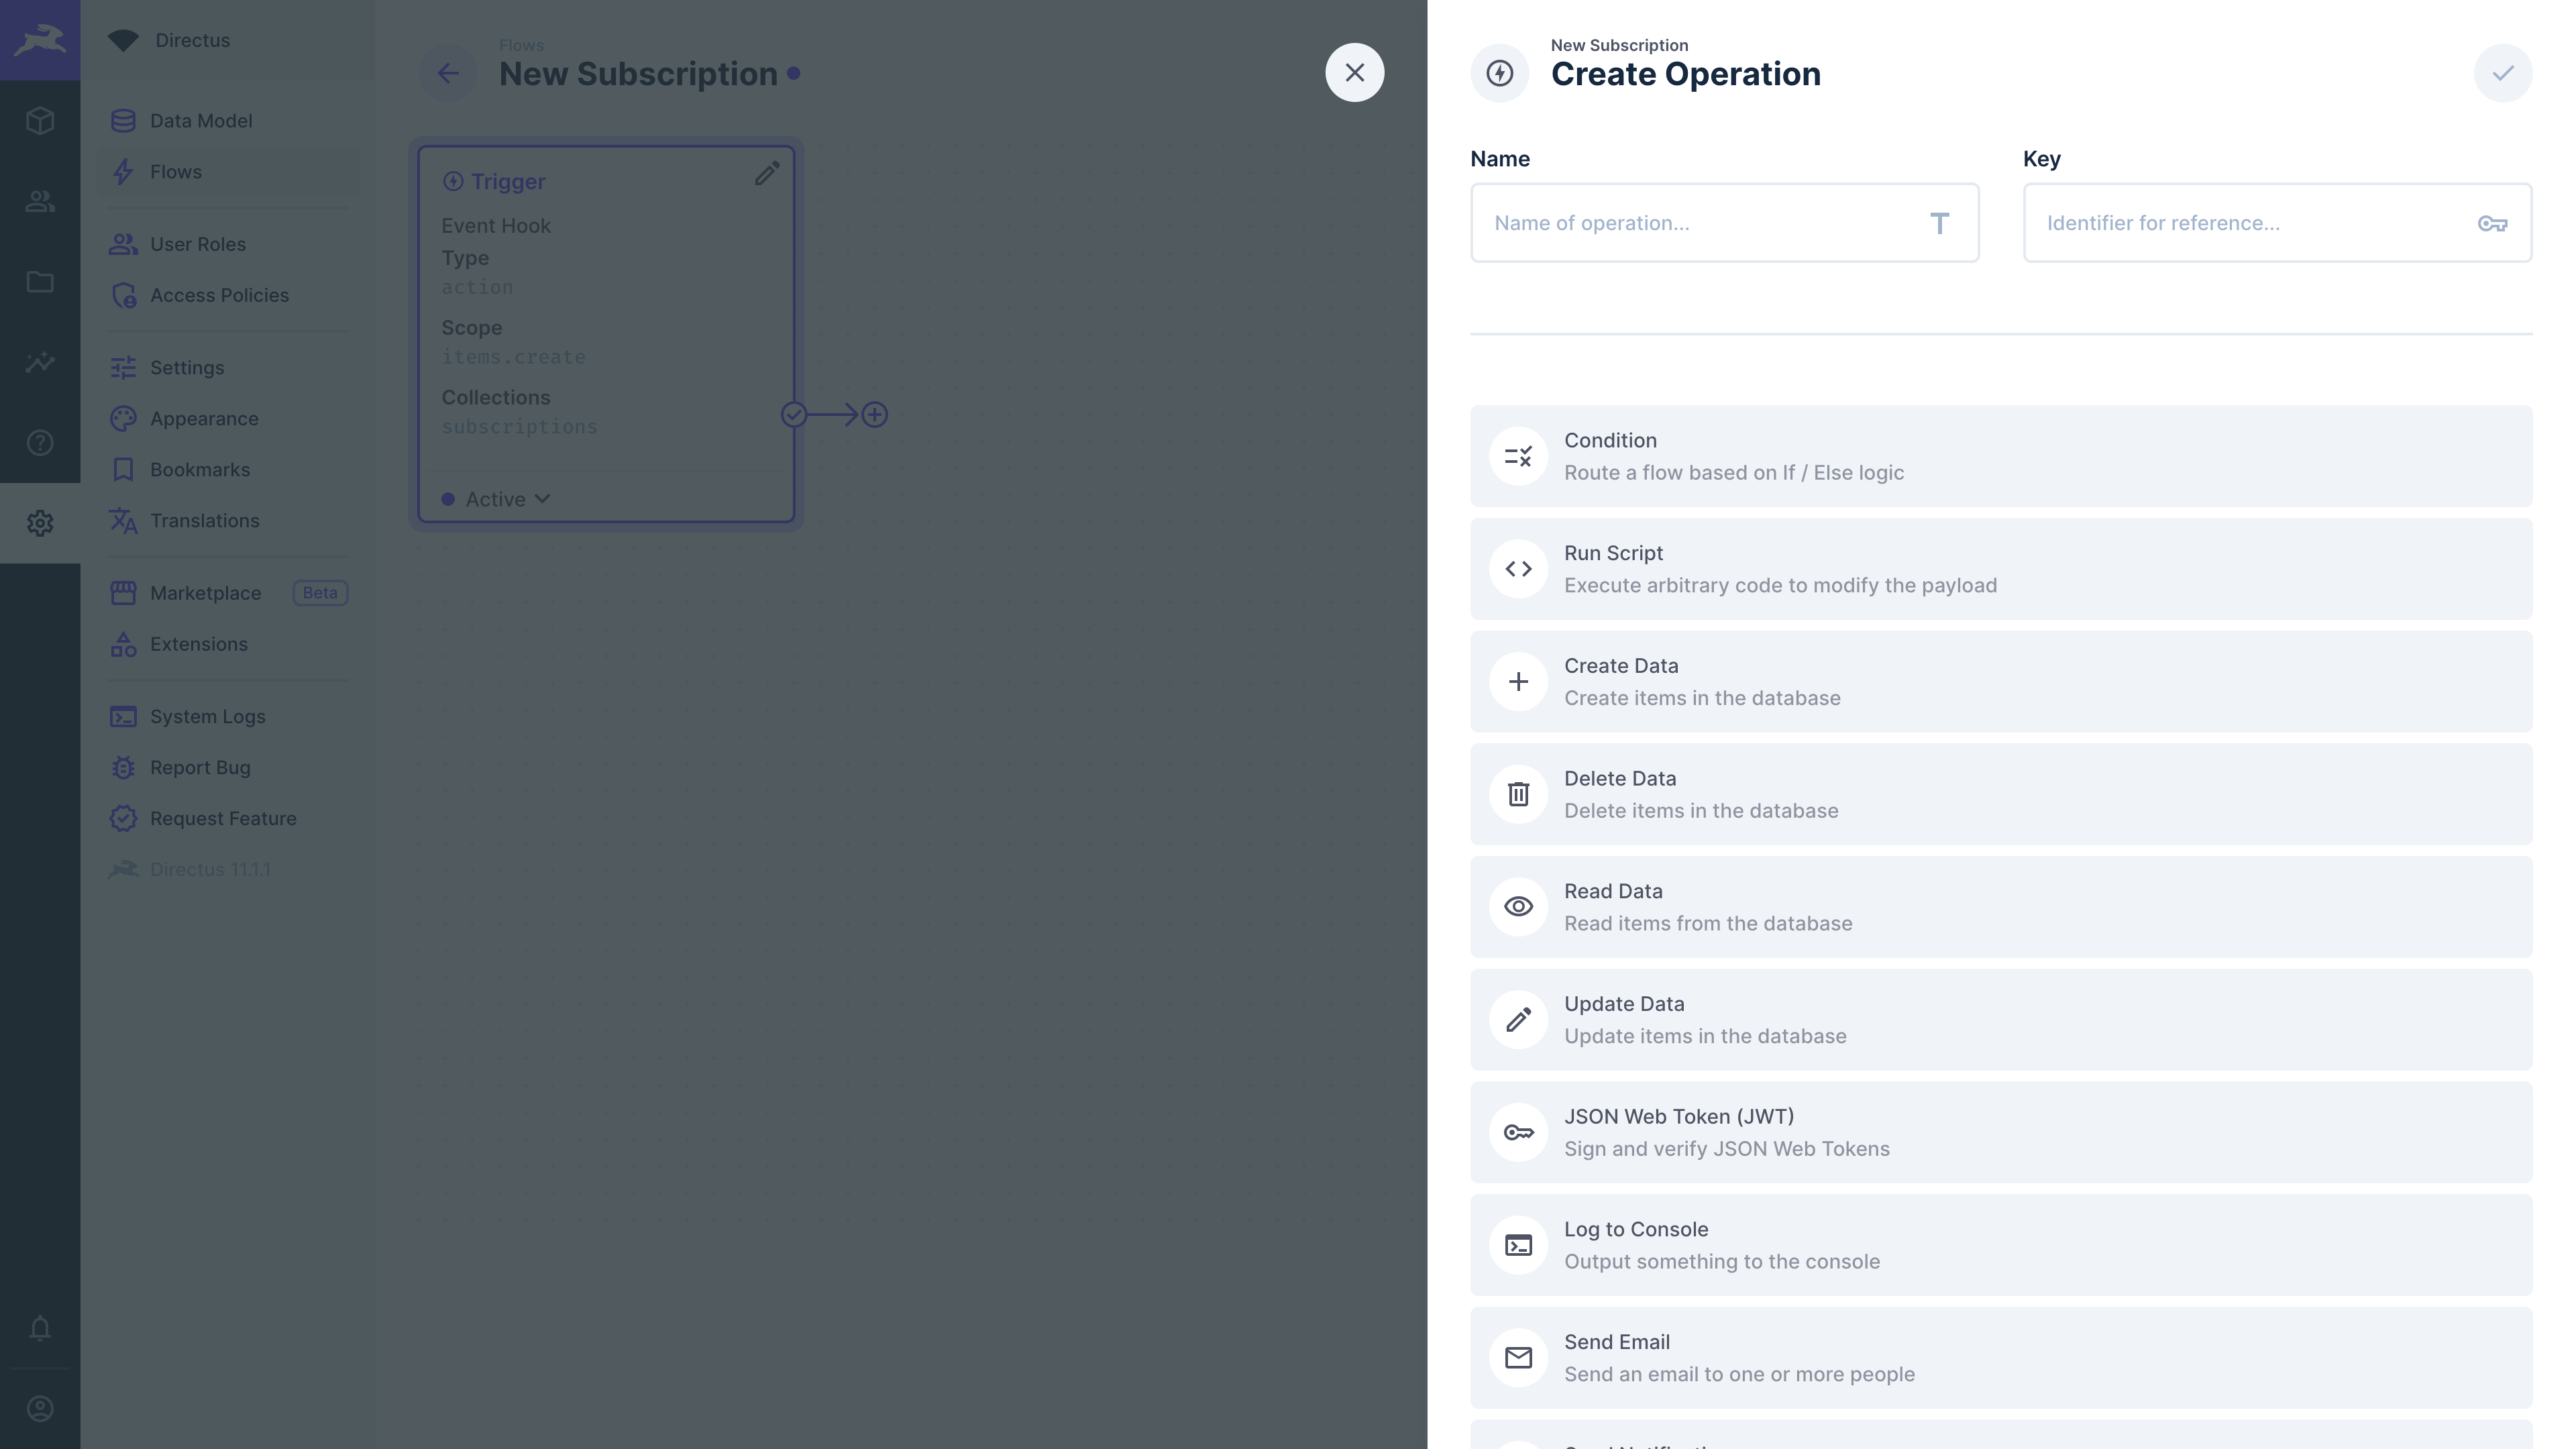 Directus
Data Model
Flows
User Roles
Access Policies
Settings
Appearance
Bookmarks
Translations
Marketplace Beta
Extensions
System Logs
Report Bug
Request Feature
Directus 11.1.1
Flows
New Subscription
Trigger
Event Hook
Type
action
Scope
items.create
Collections
subscriptions
Active
New Subscription
Create Operation
Name
Name of operation...
Key
Identifier for reference...
Condition
Route a flow based on If / Else logic
Run Script
Execute arbitrary code to modify the payload
Create Data
Create items in the database
Delete Data
Delete items in the database
Read Data
Read items from the database
Update Data
Update items in the database
JSON Web Token (JWT)
Sign and verify JSON Web Tokens
Log to Console
Output something to the console
Send Email
Send an email to one or more people